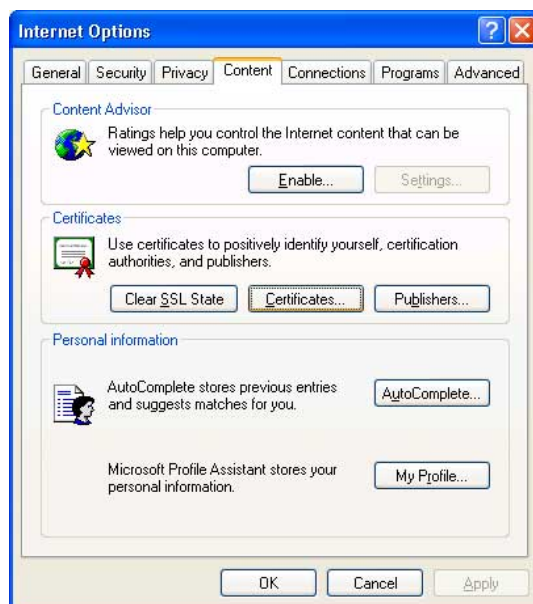 Internet Options
General Security Privacy Content Connections Programs Advanced
Content Advisor
Ratings help you control the Internet content that can be
viewed on this computer.
Enable... Settings...
Certificates
Use certificates to positively identify yourself, certification
authorities, and publishers.
Clear SSL State Certificates... Publishers...
Personal information
AutoComplete stores previous entries
and suggests matches for you.
AutoComplete...
Microsoft Profile Assistant stores your
personal information.
My Profile...
OK Cancel Apply